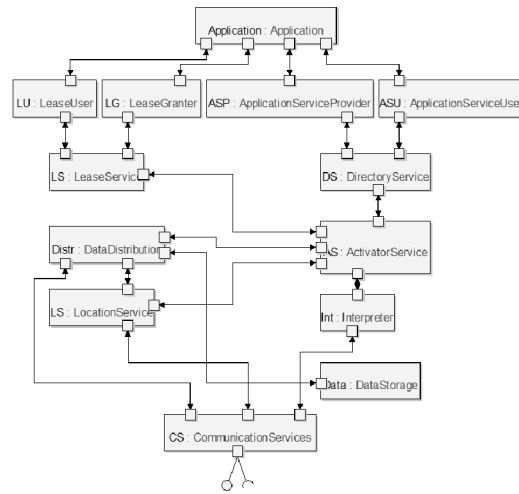 Application : Application
LU : LeaseUser
LG : LeaseGranter
ASP : ApplicationServiceProvider
ASU : ApplicationServiceUse
LS : LeaseService
DS : DirectoryService
Distr : DataDistribution
AS : ActivatorService
LS : LocationService
Int : Interpreter
Data : DataStorage
CS : CommunicationServices